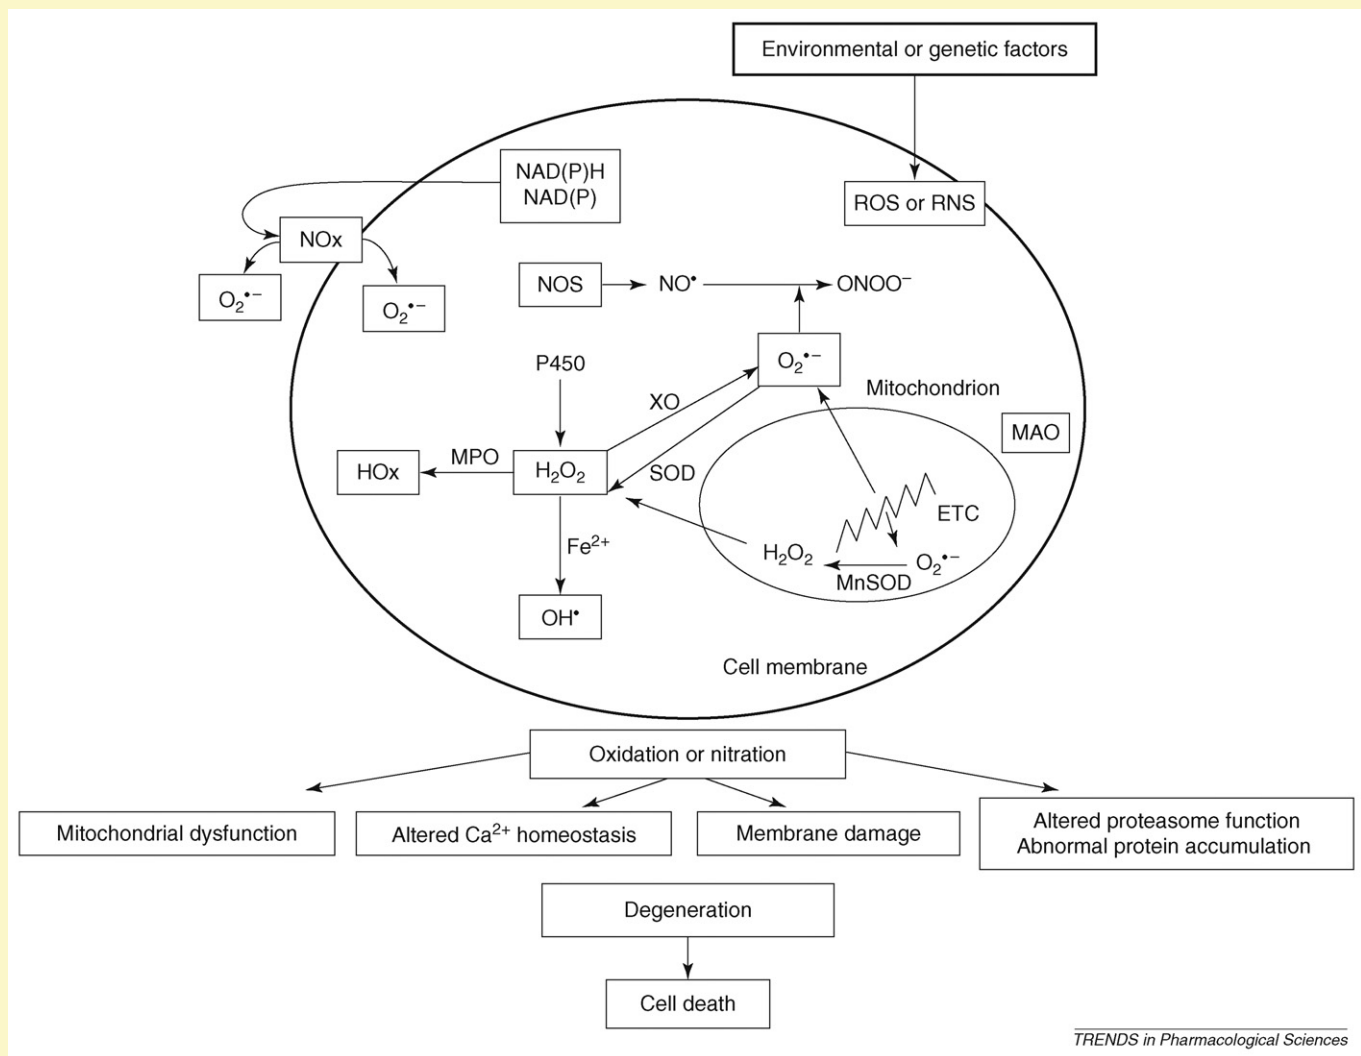 Environmental or genetic factors
NAD(P)H
NAD(P)
ROS or RNS
NOx
O₂•⁻
O₂•⁻
NOS
NO•
ONOO⁻
P450
O₂•⁻
Mitochondrion
XO
MAO
HOx
MPO
H₂O₂
SOD
ETC
Fe²⁺
H₂O₂
O₂•⁻
MnSOD
OH•
Cell membrane
Oxidation or nitration
Mitochondrial dysfunction
Altered Ca²⁺ homeostasis
Membrane damage
Altered proteasome function
Abnormal protein accumulation
Degeneration
Cell death
TRENDS in Pharmacological Sciences